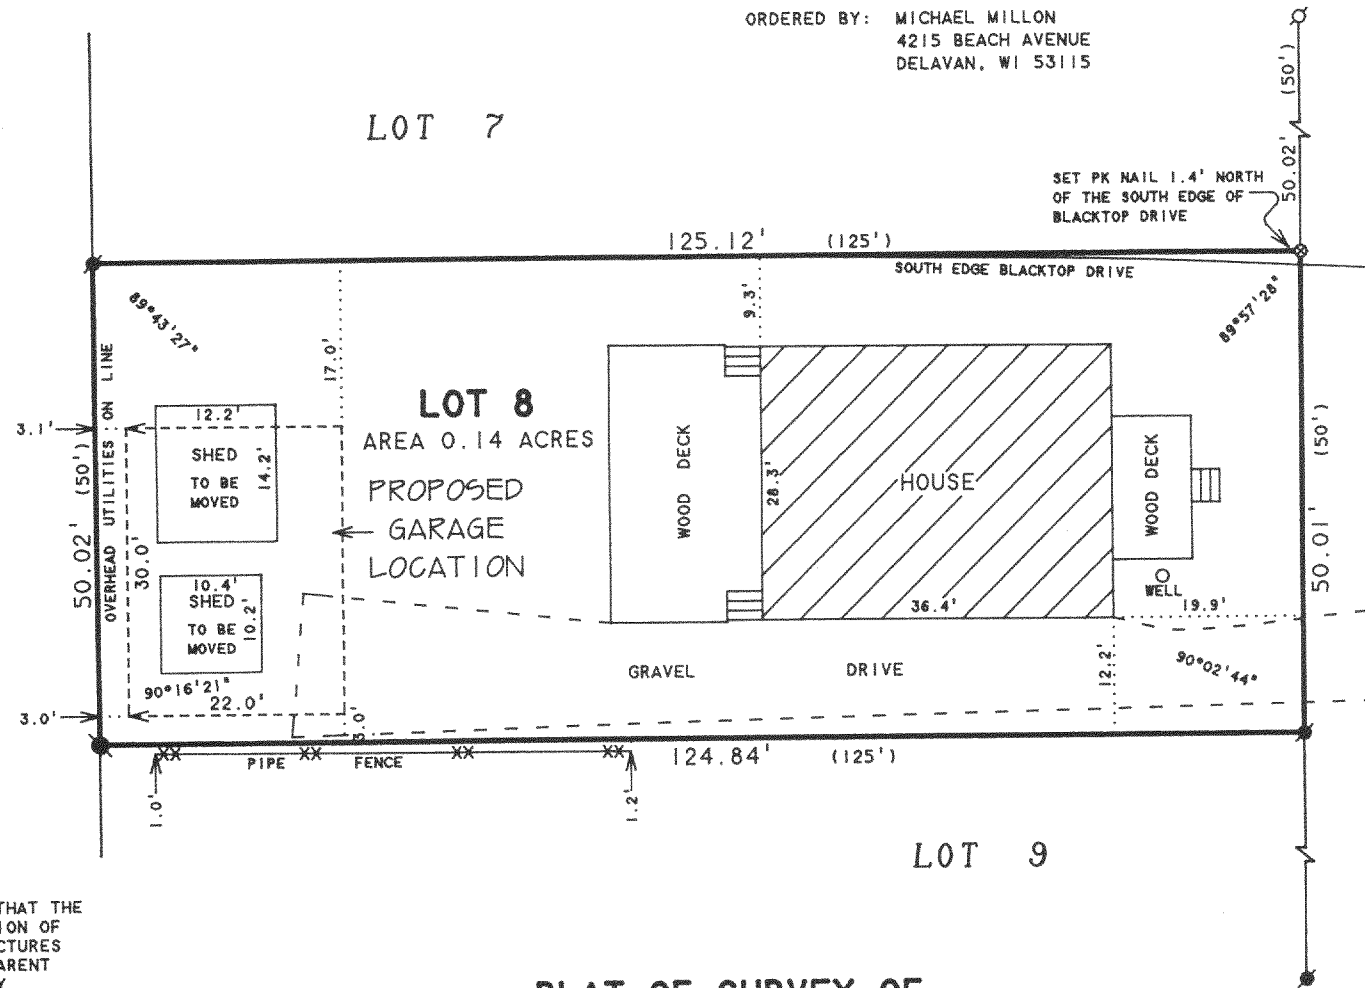 ORDERED BY: MICHAEL MILLON
4215 BEACH AVENUE
DELAVAN, WI 53115
(50')
50.02'
LOT 7
SET PK NAIL 1.4' NORTH
OF THE SOUTH EDGE OF
BLACKTOP DRIVE
125.12' (125')
SOUTH EDGE BLACKTOP DRIVE
89°43'27"
89°57'28"
9.3'
17.0'
OVERHEAD UTILITIES ON LINE
LOT 8
AREA 0.14 ACRES
PROPOSED
GARAGE
LOCATION
3.1'
12.2'
SHED
TO BE
MOVED
14.2'
50.02' (50')
30.0'
10.4'
SHED
TO BE
MOVED
10.2'
90°16'21"
22.0'
3.0'
3.0'
WOOD DECK
28.3'
HOUSE
36.4'
WOOD DECK
WELL
19.9'
50.01' (50')
GRAVEL DRIVE
12.2'
90°02'44"
PIPE FENCE
124.84' (125')
1.0'
1.2'
LOT 9
THAT THE
ION OF
CTURES
ARENT
Y
PLAT OF SURVEY OF